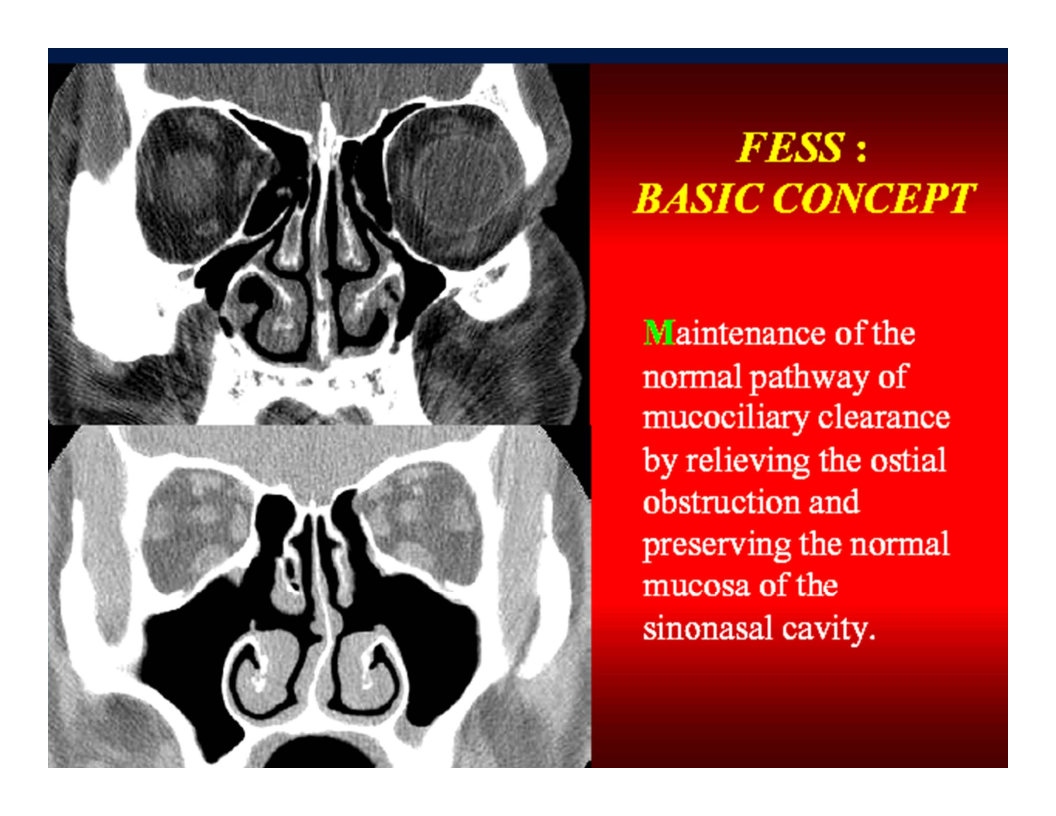 FESS :
BASIC CONCEPT
Maintenance of the
normal pathway of
mucociliary clearance
by relieving the ostial
obstruction and
preserving the normal
mucosa of the
sinonasal cavity.